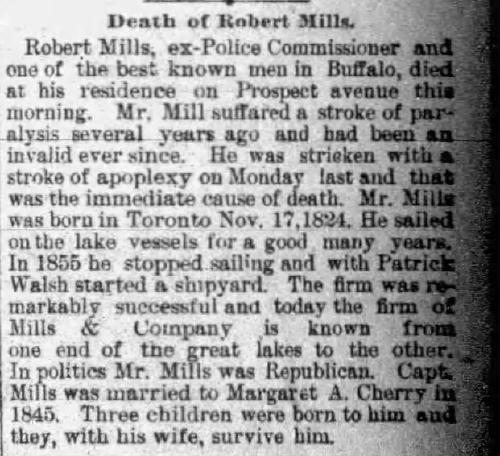 Death of Robert Mills.
Robert Mills, ex-Police Commissioner and
one of the best known men in Buffalo, died
at his residence on Prospect avenue this
morning. Mr. Mill suffared a stroke of par-
alysis several years ago and had been an
invalid ever since. He was stricken with a
stroke of apoplexy on Monday last and that
was the immediate cause of death. Mr. Mills
was born in Toronto Nov. 17,1824. He sailed
on the lake vessels for a good many years.
In 1855 he stopped sailing and with Patrick
Walsh started a shipyard. The firm was re-
markably successful and today the firm of
Mills & Company is known from
one end of the great lakes to the other.
In politics Mr. Mills was Republican. Capt.
Mills was married to Margaret A. Cherry in
1845. Three children were born to him and
they, with his wife, survive him.